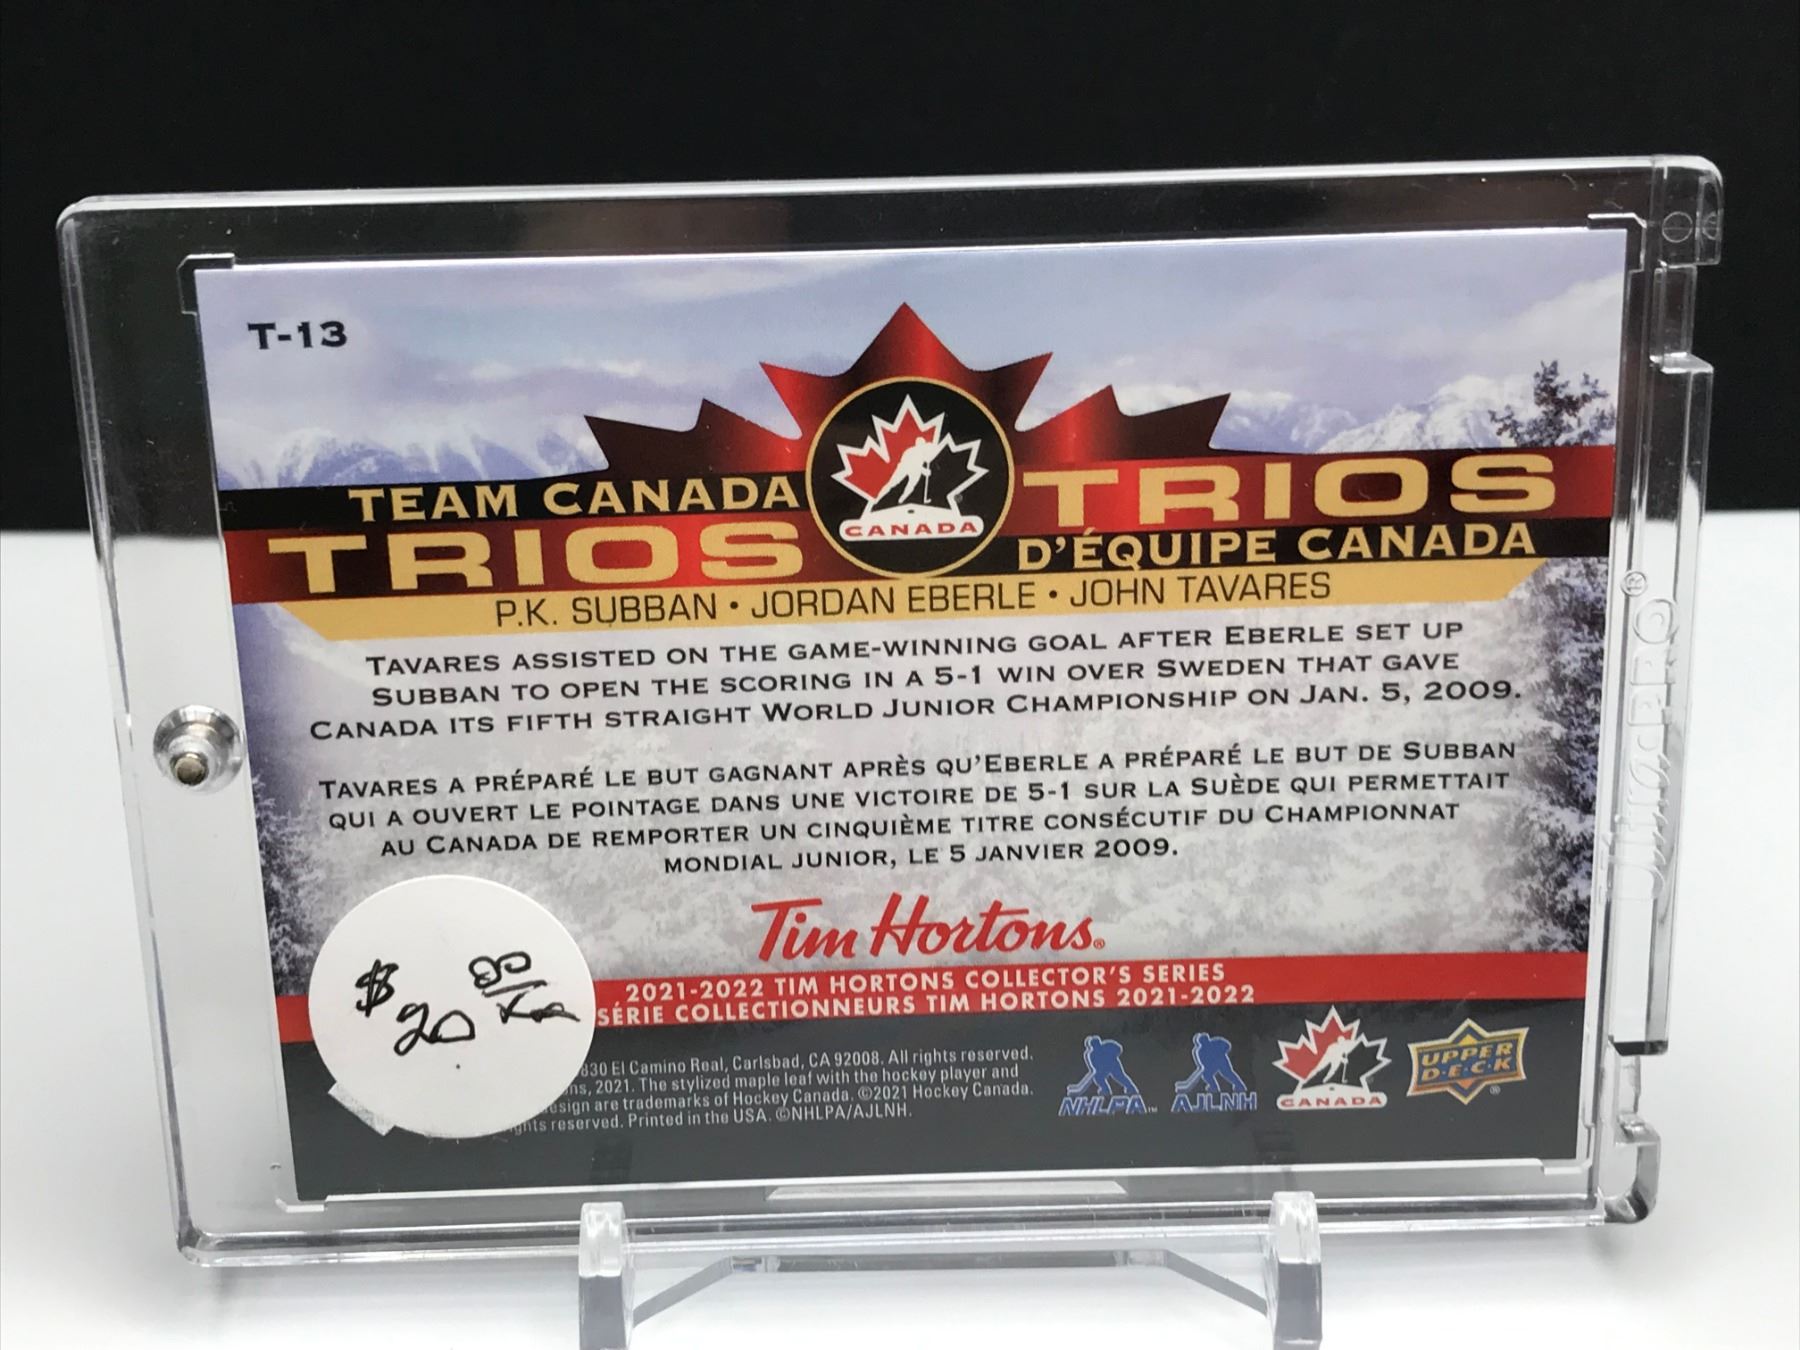 T-13
TEAM CANADA
TRIOS
CANADA
TRIOS
D'ÉQUIPE CANADA
P.K. SUBBAN • JORDAN EBERLE • JOHN TAVARES
TAVARES ASSISTED ON THE GAME-WINNING GOAL AFTER EBERLE SET UP
SUBBAN TO OPEN THE SCORING IN A 5-1 WIN OVER SWEDEN THAT GAVE
CANADA ITS FIFTH STRAIGHT WORLD JUNIOR CHAMPIONSHIP ON JAN. 5, 2009.
TAVARES A PRÉPARÉ LE BUT GAGNANT APRÈS QU'EBERLE A PRÉPARÉ LE BUT DE SUBBAN
QUI A OUVERT LE POINTAGE DANS UNE VICTOIRE DE 5-1 SUR LA SUÈDE QUI PERMETTAIT
AU CANADA DE REMPORTER UN CINQUIÈME TITRE CONSÉCUTIF DU CHAMPIONNAT
MONDIAL JUNIOR, LE 5 JANVIER 2009.
Tim Hortons®
2021-2022 TIM HORTONS COLLECTOR'S SERIES
SÉRIE COLLECTIONNEURS TIM HORTONS 2021-2022
$20
El Camino Real, Carlsbad, CA 92008. All rights reserved.
2021. The stylized maple leaf with the hockey player and
are trademarks of Hockey Canada. ©2021 Hockey Canada.
reserved. Printed in the USA. ©NHLPA/AJLNH.
NHLPA™
AJLNH
CANADA
UPPER
D·E·C·K
®